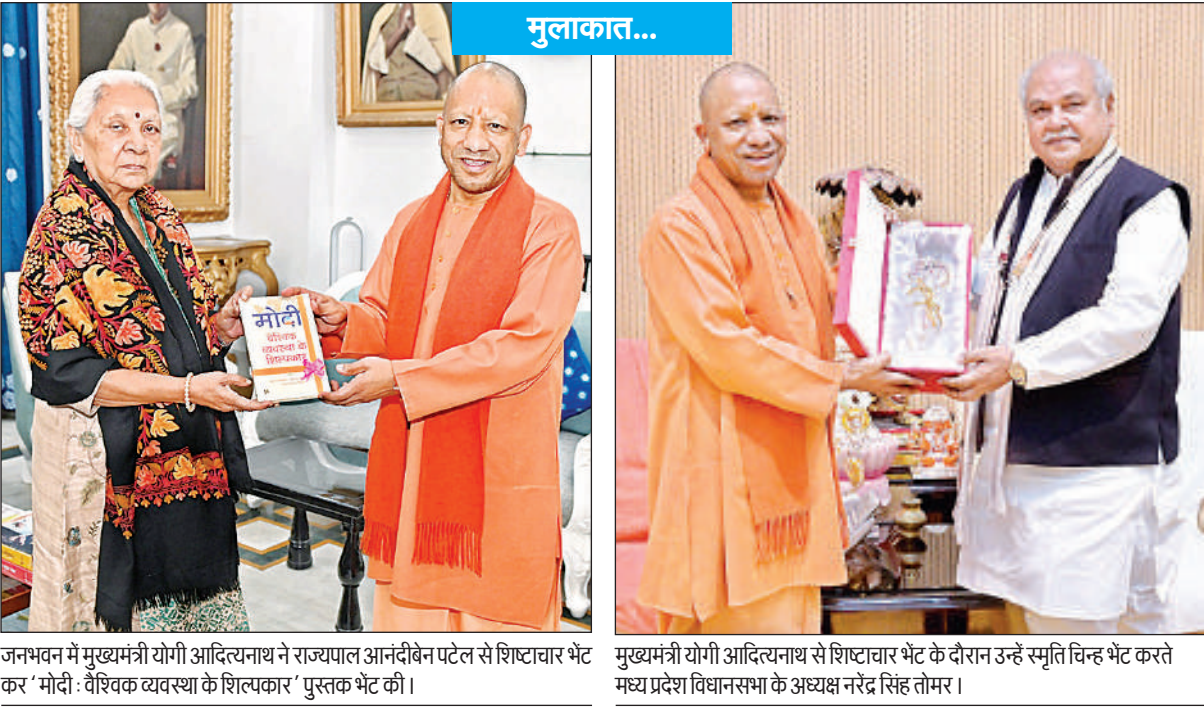 मुलाकात...
मोदी
वैश्विक
व्यवस्था के
शिल्पकार
जनभवन में मुख्यमंत्री योगी आदित्यनाथ ने राज्यपाल आनंदीबेन पटेल से शिष्टाचार भेंट
कर ‘ मोदी : वैश्विक व्यवस्था के शिल्पकार ’ पुस्तक भेंट की ।
मुख्यमंत्री योगी आदित्यनाथ से शिष्टाचार भेंट के दौरान उन्हें स्मृति चिन्ह भेंट करते
मध्य प्रदेश विधानसभा के अध्यक्ष नरेंद्र सिंह तोमर ।